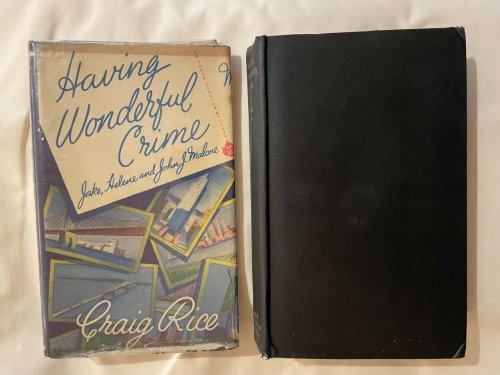 Having
Wonderful
Crime
Jake, Helene and John J. Malone
Craig Rice